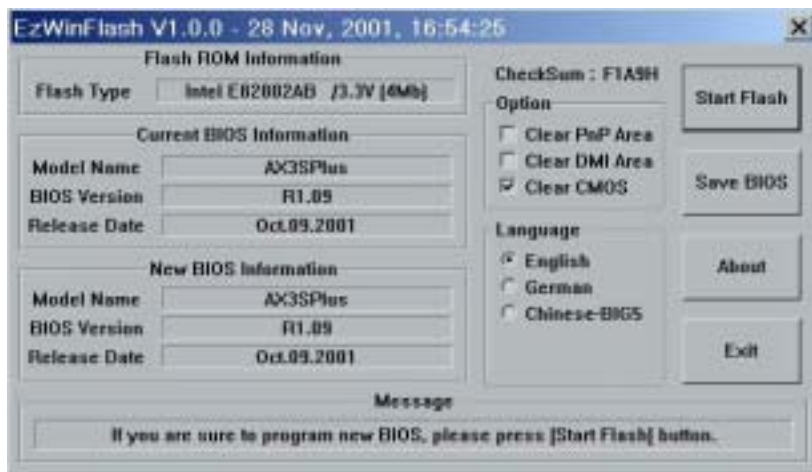 EzWinFlash V1.0.0 - 28 Nov, 2001, 16:54:25
Flash ROM Information
Flash Type Intel E82802AB /3.3V [4Mb]
Current BIOS Information
Model Name AX3SPlus
BIOS Version R1.09
Release Date Oct.09.2001
New BIOS Information
Model Name AX3SPlus
BIOS Version R1.09
Release Date Oct.09.2001
CheckSum : F1A9H
Option
Clear PnP Area
Clear DMI Area
Clear CMOS
Language
English
German
Chinese-BIG5
Start Flash
Save BIOS
About
Exit
Message
If you are sure to program new BIOS, please press [Start Flash] button.